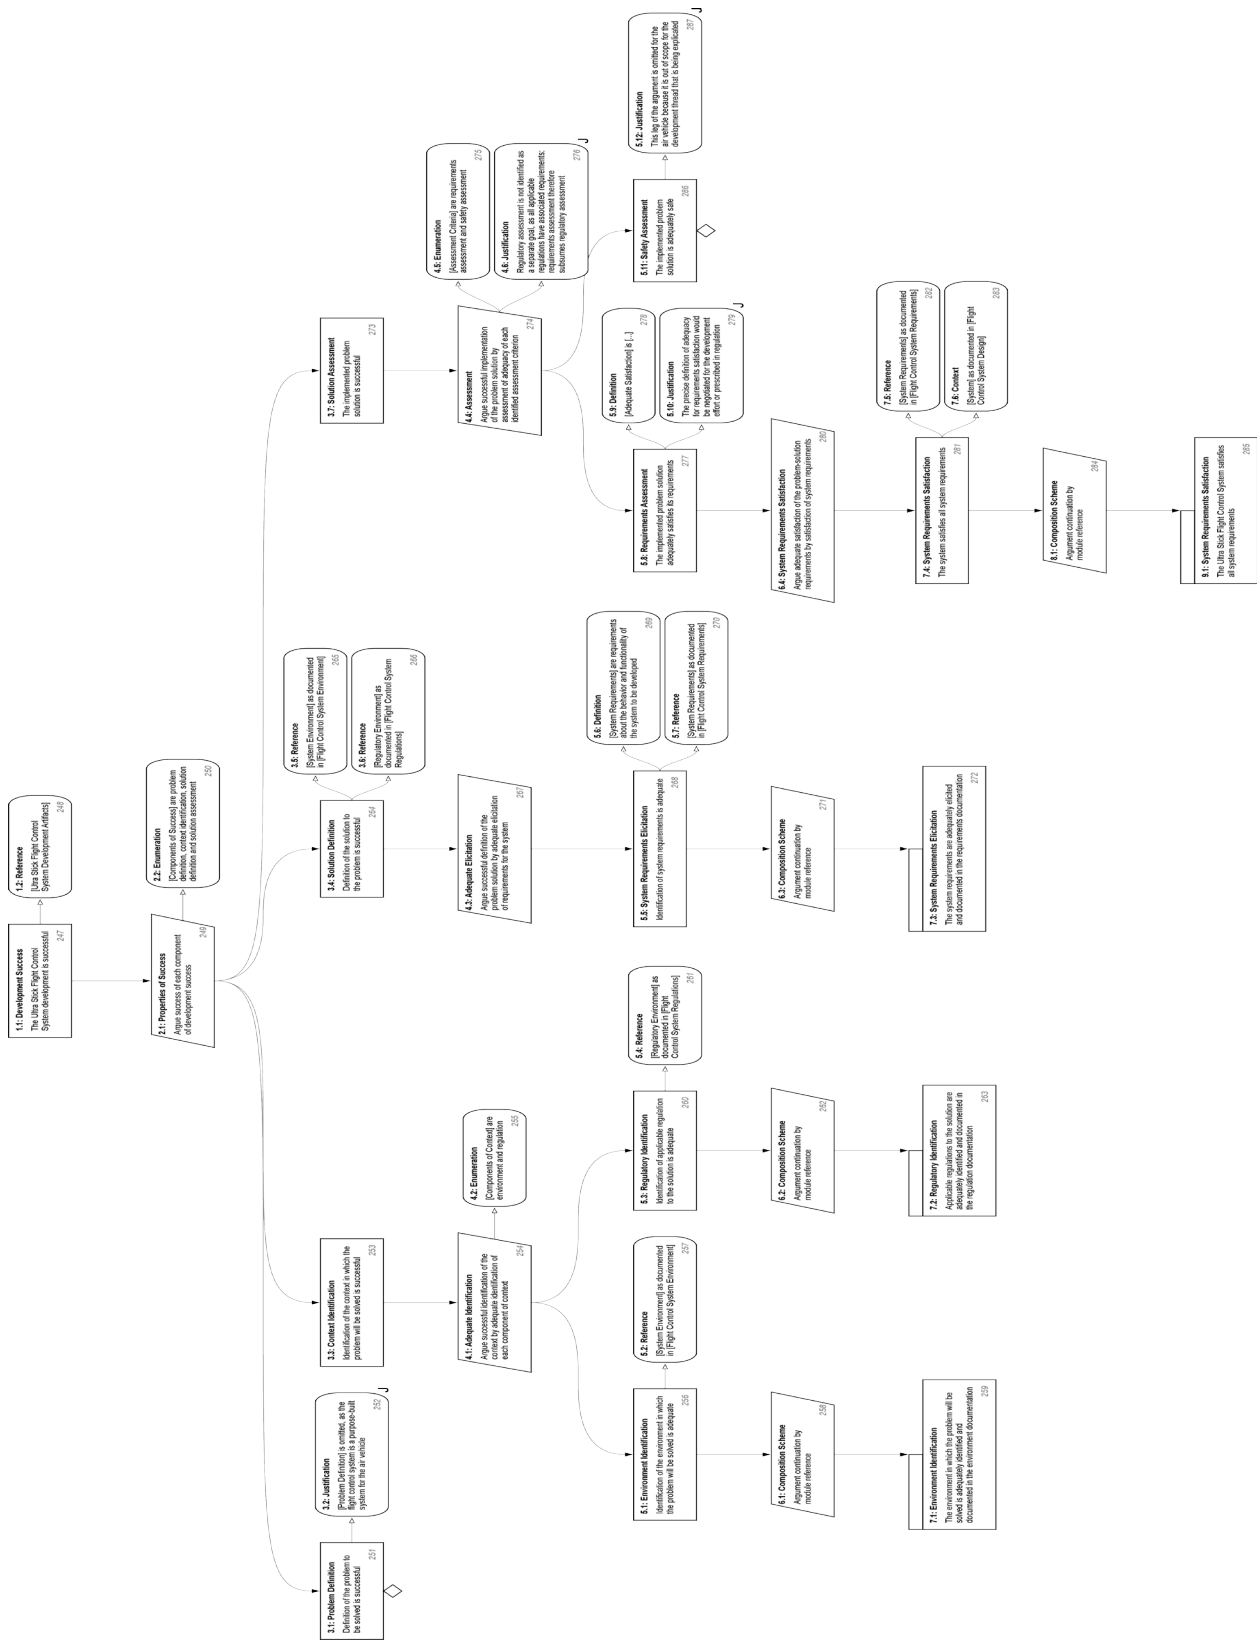 1.1: Development Success
The Ultra Stick Flight Control
System development is successful
247
1.2: Reference
[Utra Stick Flight Control
System Development Artifacts]
248
2.1: Properties of Success
Argue success of each component
of development success
249
2.2: Enumeration
[Components of Success] are problem
definition, context identification, solution
definition and solution assessment
250
3.1: Problem Definition
Definition of the problem to
be solved is successful
251
3.2: Justification
[Problem Definition] is omitted, as the
flight control system is a purpose-built
system for the air vehicle
252
J
3.3: Context Identification
Identification of the context in which the
problem will be solved is successful
253
3.4: Solution Definition
Definition of the solution to
the problem is successful
264
3.5: Reference
[System Environment] as documented
in [Flight Control System Environment]
265
3.6: Reference
[Regulatory Environment] as
documented in [Flight Control System
Regulations]
266
3.7: Solution Assessment
The implemented problem
solution is successful
273
4.1: Adequate Identification
Argue successful identification of the
context by adequate identification of
each component of context
254
4.2: Enumeration
[Components of Context] are
environment and regulation
255
4.3: Adequate Elicitation
Argue successful definition of the
problem solution by adequate elicitation
of requirements for the system
267
4.4: Assessment
Argue successful implementation
of the problem solution by
assessment of adequacy of each
identified assessment criterion
274
4.5: Enumeration
[Assessment Criteria] are requirements
assessment and safety assessment
275
4.6: Justification
Regulatory assessment is not identified as
a separate goal, as all applicable
regulations have associated requirements:
requirements assessment therefore
subsumes regulatory assessment
276
J
5.1: Environment Identification
Identification of the environment in which
the problem will be solved is adequate
256
5.2: Reference
[System Environment] as documented
in [Flight Control System Environment]
257
5.3: Regulatory Identification
Identification of applicable regulation
to the solution is adequate
260
5.4: Reference
[Regulatory Environment] as
documented in [Flight
Control System Regulations]
261
5.5: System Requirements Elicitation
Identification of system requirements is adequate
268
5.6: Definition
[System Requirements] are requirements
about the behavior and functionality of
the system to be developed
269
5.7: Reference
[System Requirements] as documented
in [Flight Control System Requirements]
270
5.8: Requirements Assessment
The implemented problem solution
adequately satisfies its requirements
277
5.9: Definition
[Adequate Satisfaction] is [..]
278
5.10: Justification
The precise definition of adequacy
for requirements satisfaction would
be negotiated for the development
effort or prescribed in regulation
279
J
5.11: Safety Assessment
The implemented problem
solution is adequately safe
286
5.12: Justification
This leg of the argument is omitted for the
air vehicle because it is out of scope for the
development thread that is being explicated
287
J
6.1: Composition Scheme
Argument continuation by
module reference
258
6.2: Composition Scheme
Argument continuation by
module reference
262
6.3: Composition Scheme
Argument continuation by
module reference
271
6.4: System Requirements Satisfaction
Argue adequate satisfaction of the problem-solution
requirements by satisfaction of system requirements
280
7.1: Environment Identification
The environment in which the problem will be
solved is adequately identified and
documented in the environment documentation
259
7.2: Regulatory Identification
Applicable regulations to the solution are
adequately identified and documented in
the regulation documentation
263
7.3: System Requirements Elicitation
The system requirements are adequately elicited
and documented in the requirements documentation
272
7.4: System Requirements Satisfaction
The system satisfies all system requirements
281
7.5: Reference
[System Requirements] as documented
in [Flight Control System Requirements]
282
7.6: Context
[System] as documented in [Flight
Control System Design]
283
8.1: Composition Scheme
Argument continuation by
module reference
284
9.1: System Requirements Satisfaction
The Ultra Stick Flight Control System satisfies
all system requirements
285